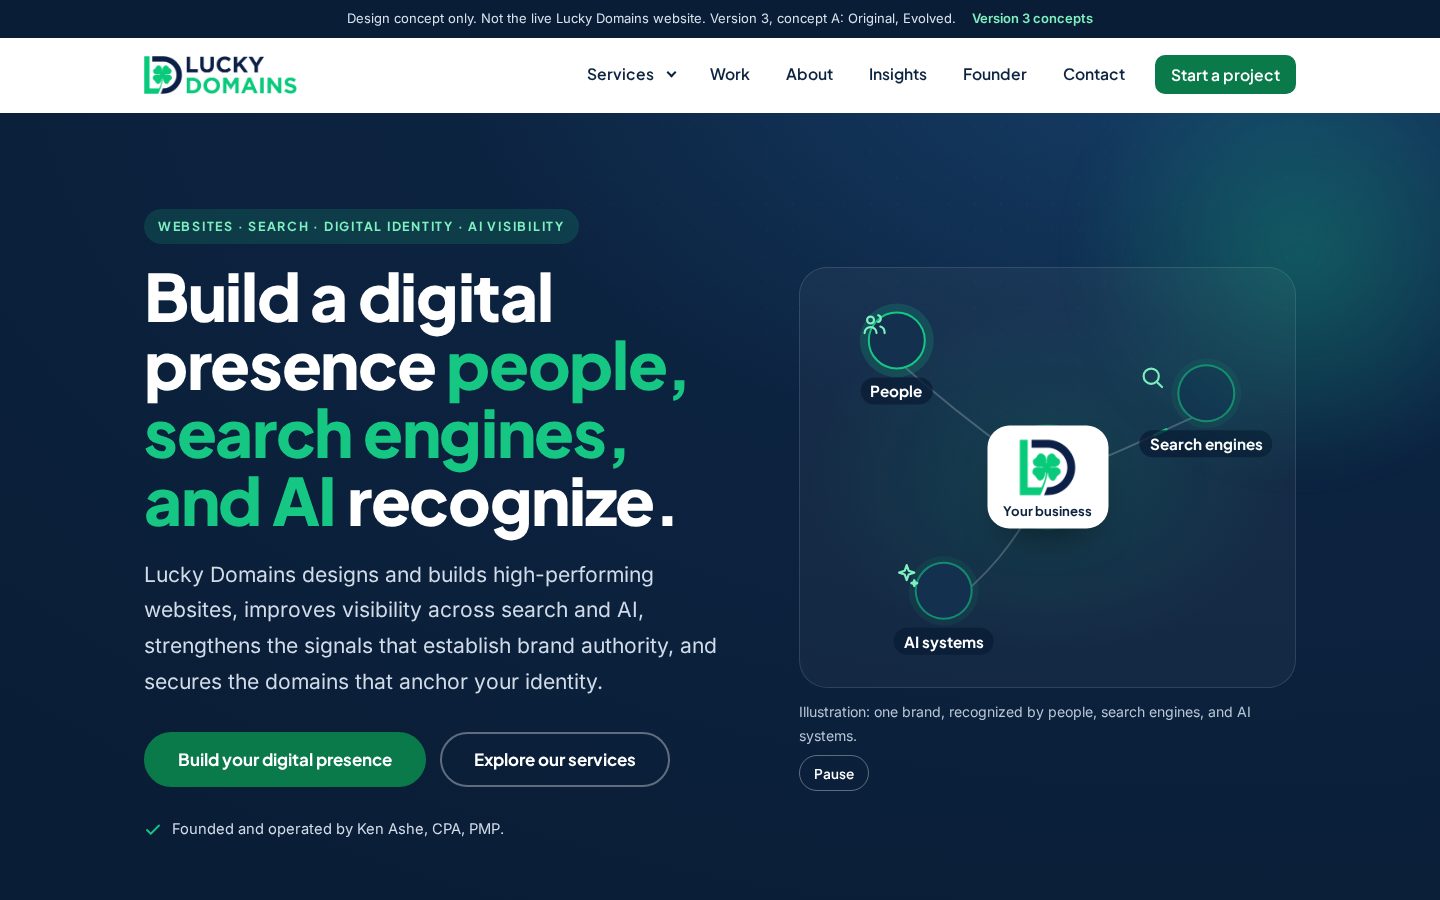 Design concept only. Not the live Lucky Domains website. Version 3, concept A: Original, Evolved. Version 3 concepts
LUCKY
DOMAINS
Services Work About Insights Founder Contact Start a project
WEBSITES · SEARCH · DIGITAL IDENTITY · AI VISIBILITY
Build a digital
presence people,
search engines,
and AI recognize.
Lucky Domains designs and builds high-performing
websites, improves visibility across search and AI,
strengthens the signals that establish brand authority, and
secures the domains that anchor your identity.
Build your digital presence
Explore our services
Founded and operated by Ken Ashe, CPA, PMP.
People
Search engines
Your business
AI systems
Illustration: one brand, recognized by people, search engines, and AI
systems.
Pause